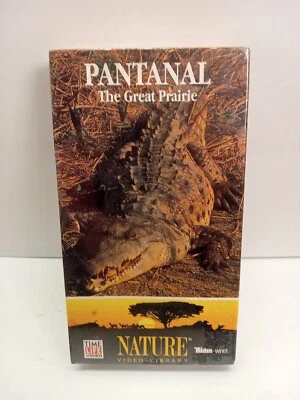 PANTANAL
The Great Prairie
TIME
LIFE
NATURE
VIDEO LIBRARY